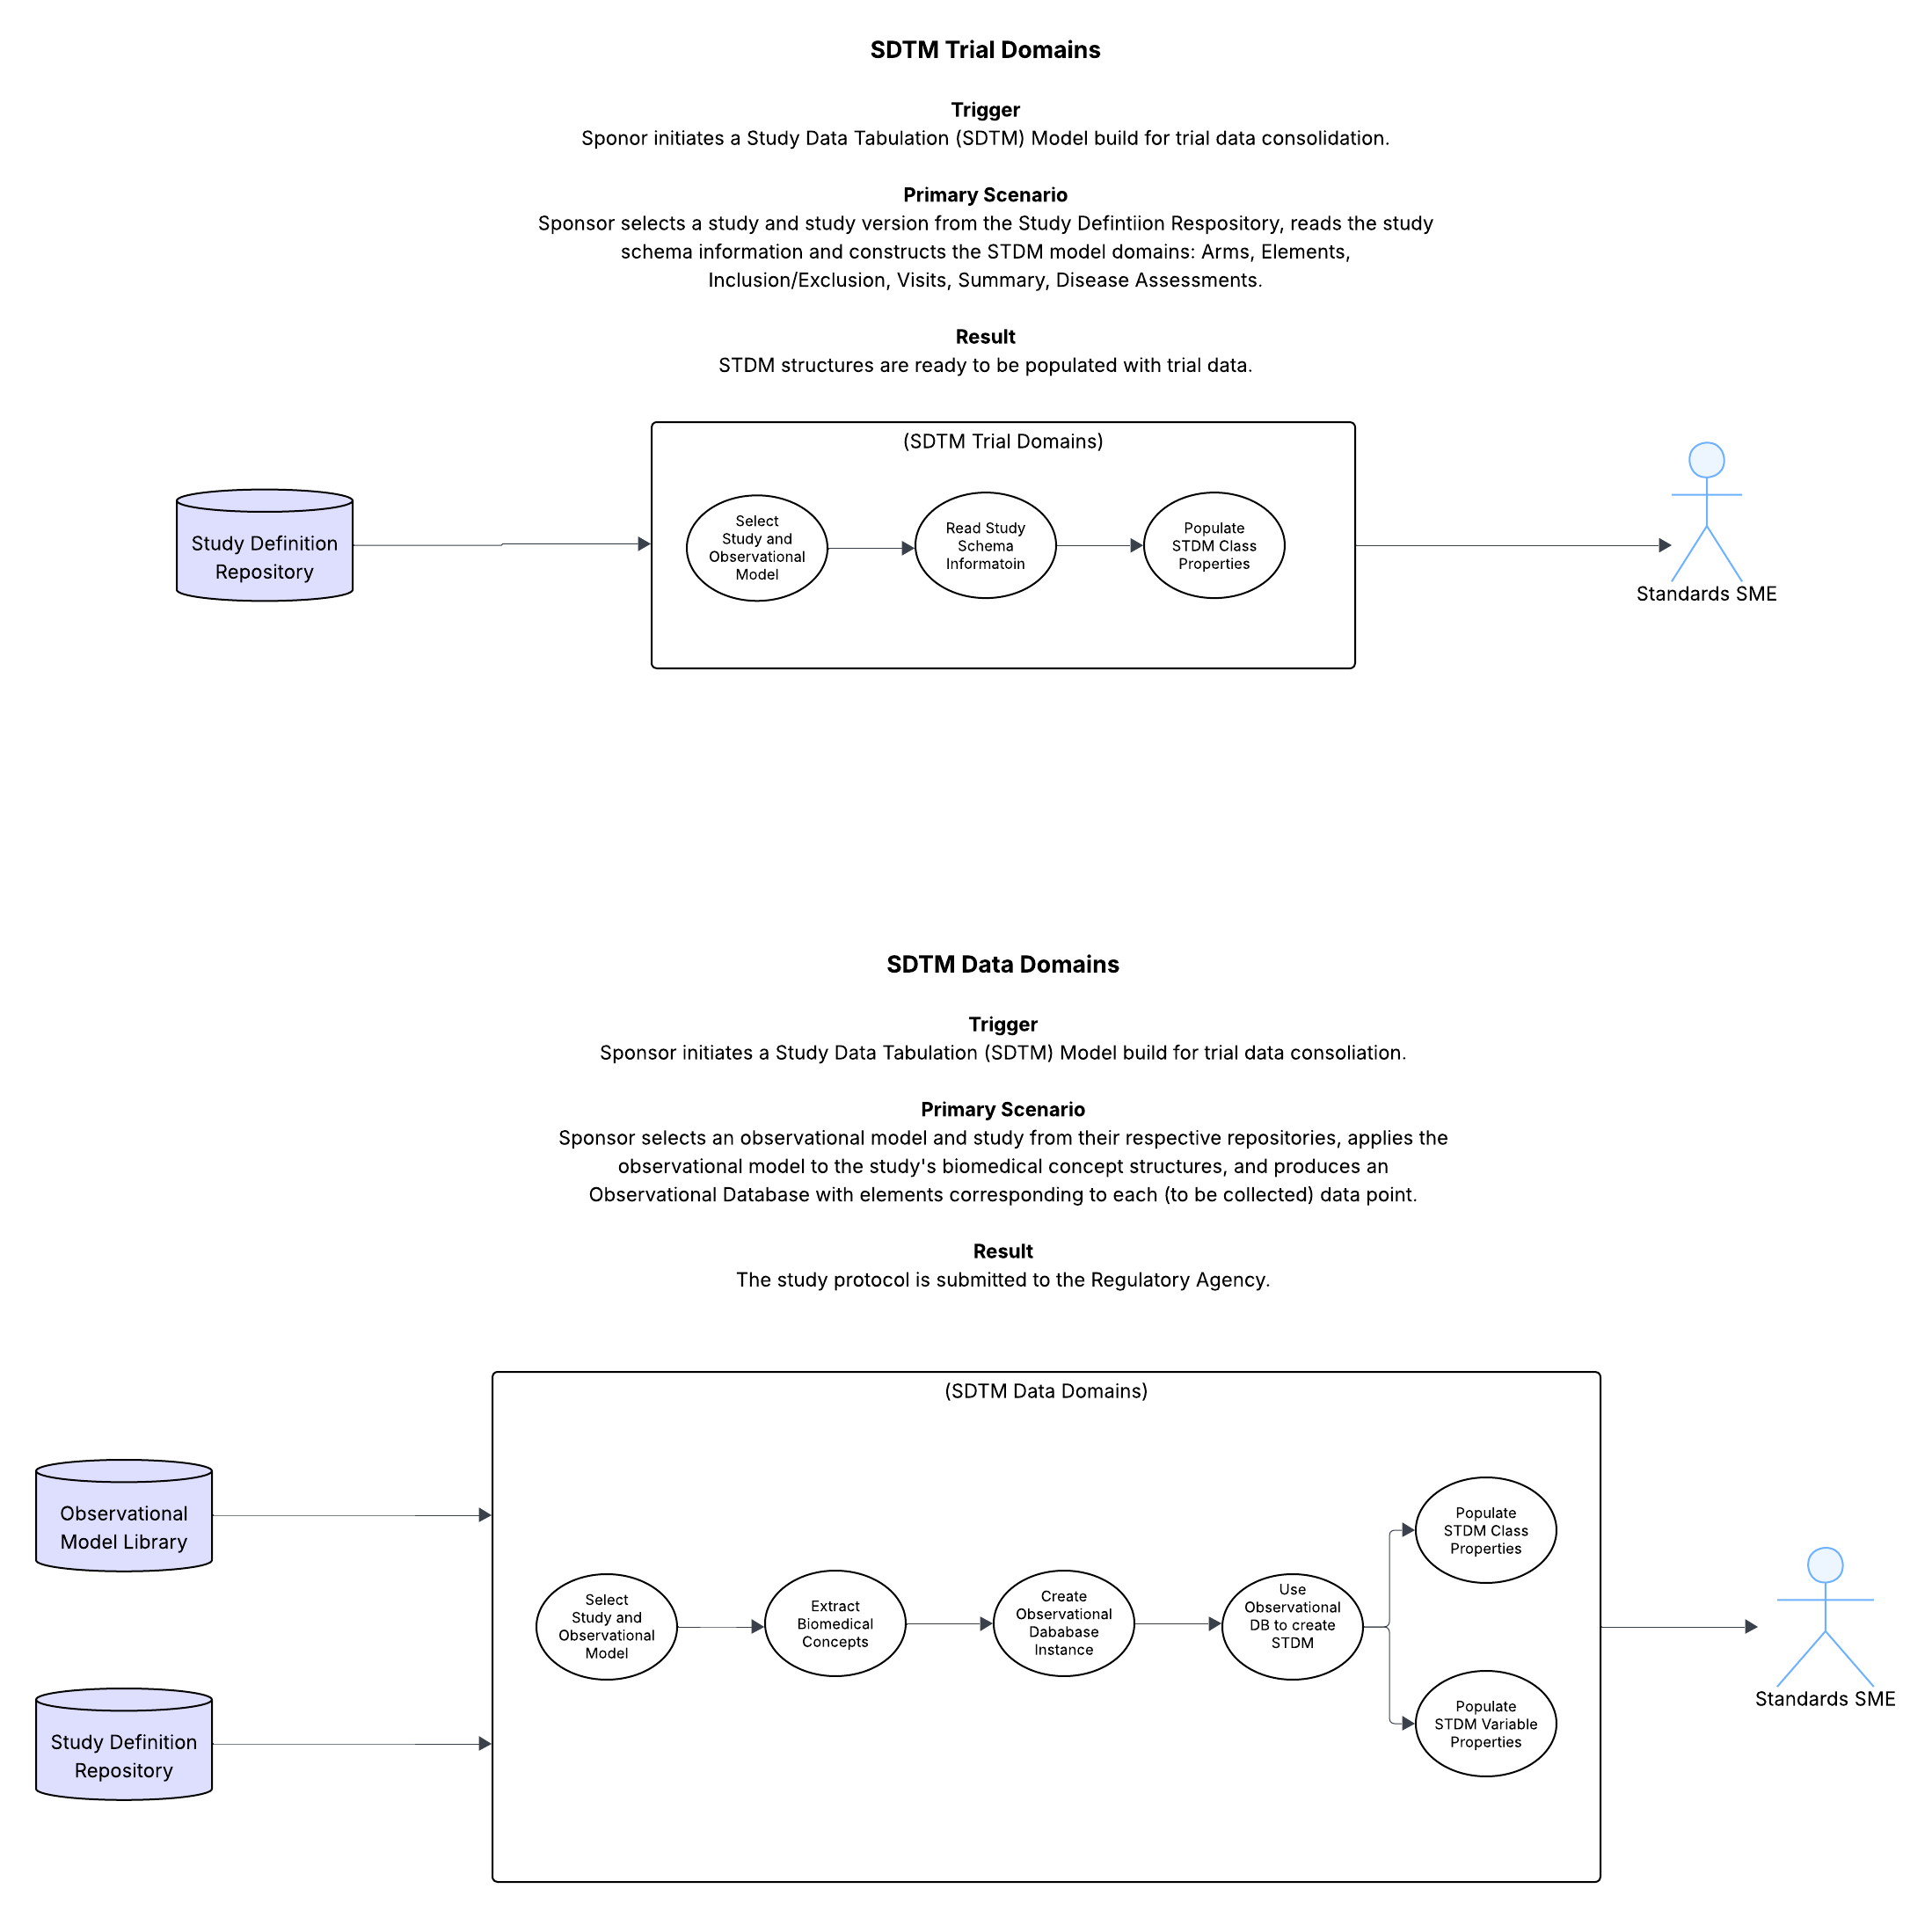 SDTM Trial Domains
Trigger
Sponor initiates a Study Data Tabulation (SDTM) Model build for trial data consolidation.
Primary Scenario
Sponsor selects a study and study version from the Study Defintiion Respository, reads the study
schema information and constructs the STDM model domains: Arms, Elements,
Inclusion/Exclusion, Visits, Summary, Disease Assessments.
Result
STDM structures are ready to be populated with trial data.
(SDTM Trial Domains)
Study Definition
Repository
Select
Study and
Observational
Model
Read Study
Schema
Informatoin
Populate
STDM Class
Properties
Standards SME
SDTM Data Domains
Trigger
Sponsor initiates a Study Data Tabulation (SDTM) Model build for trial data consoliation.
Primary Scenario
Sponsor selects an observational model and study from their respective repositories, applies the
observational model to the study's biomedical concept structures, and produces an
Observational Database with elements corresponding to each (to be collected) data point.
Result
The study protocol is submitted to the Regulatory Agency.
(SDTM Data Domains)
Observational
Model Library
Study Definition
Repository
Select
Study and
Observational
Model
Extract
Biomedical
Concepts
Create
Observational
Dababase
Instance
Use
Observational
DB to create
STDM
Populate
STDM Class
Properties
Populate
STDM Variable
Properties
Standards SME